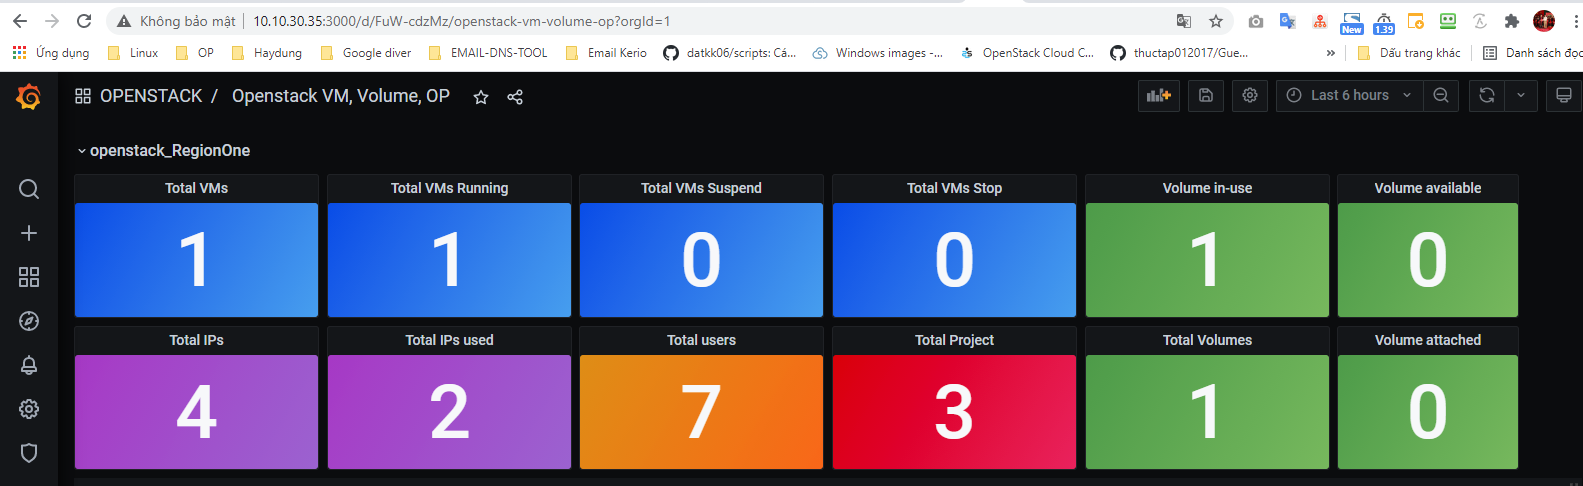 Không bảo mật | 10.10.30.35:3000/d/FuW-cdzMz/openstack-vm-volume-op?orgId=1
New 1.39
Ứng dụng Linux OP Haydung Google diver EMAIL-DNS-TOOL Email Kerio datkk06/scripts: Cá... Windows images -... OpenStack Cloud C... thuctap012017/Gue... » Dấu trang khác Danh sách đọc
OPENSTACK / Openstack VM, Volume, OP Last 6 hours
openstack_RegionOne
Total VMs Total VMs Running Total VMs Suspend Total VMs Stop Volume in-use Volume available
1 1 0 0 1 0
Total IPs Total IPs used Total users Total Project Total Volumes Volume attached
4 2 7 3 1 0